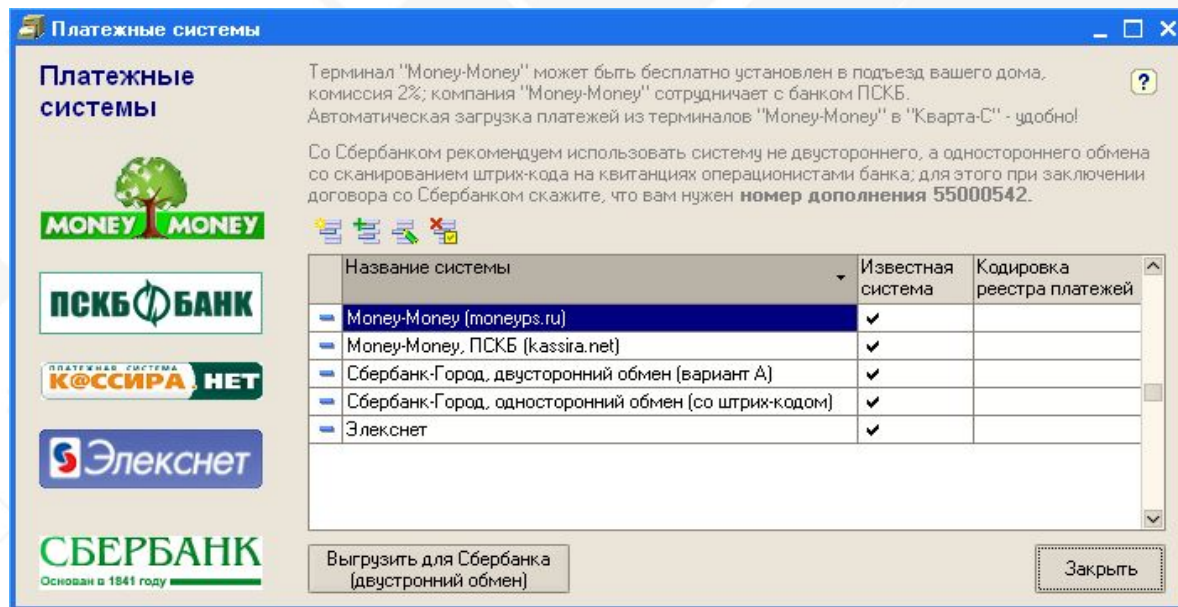 Платежные системы
Платежные
системы
Терминал "Money-Money" может быть бесплатно установлен в подъезд вашего дома,
комиссия 2%; компания "Money-Money" сотрудничает с банком ПСКБ.
Автоматическая загрузка платежей из терминалов "Money-Money" в "Кварта-С" - удобно!
?
Со Сбербанком рекомендуем использовать систему не двустороннего, а одностороннего обмена
со сканированием штрих-кода на квитанциях операционистами банка; для этого при заключении
договора со Сбербанком скажите, что вам нужен номер дополнения 55000542.
MONEY MONEY
ПСКБ БАНК
ПЛАТЕЖНАЯ СИСТЕМА
К@ССИРА.НЕТ
Элекснет
СБЕРБАНК
Основан в 1841 году
Название системы
Известная
система
Кодировка
реестра платежей
Money-Money (moneyps.ru)
Money-Money, ПСКБ (kassira.net)
Сбербанк-Город, двусторонний обмен (вариант А)
Сбербанк-Город, односторонний обмен (со штрих-кодом)
Элекснет
Выгрузить для Сбербанка
(двустронний обмен)
Закрыть